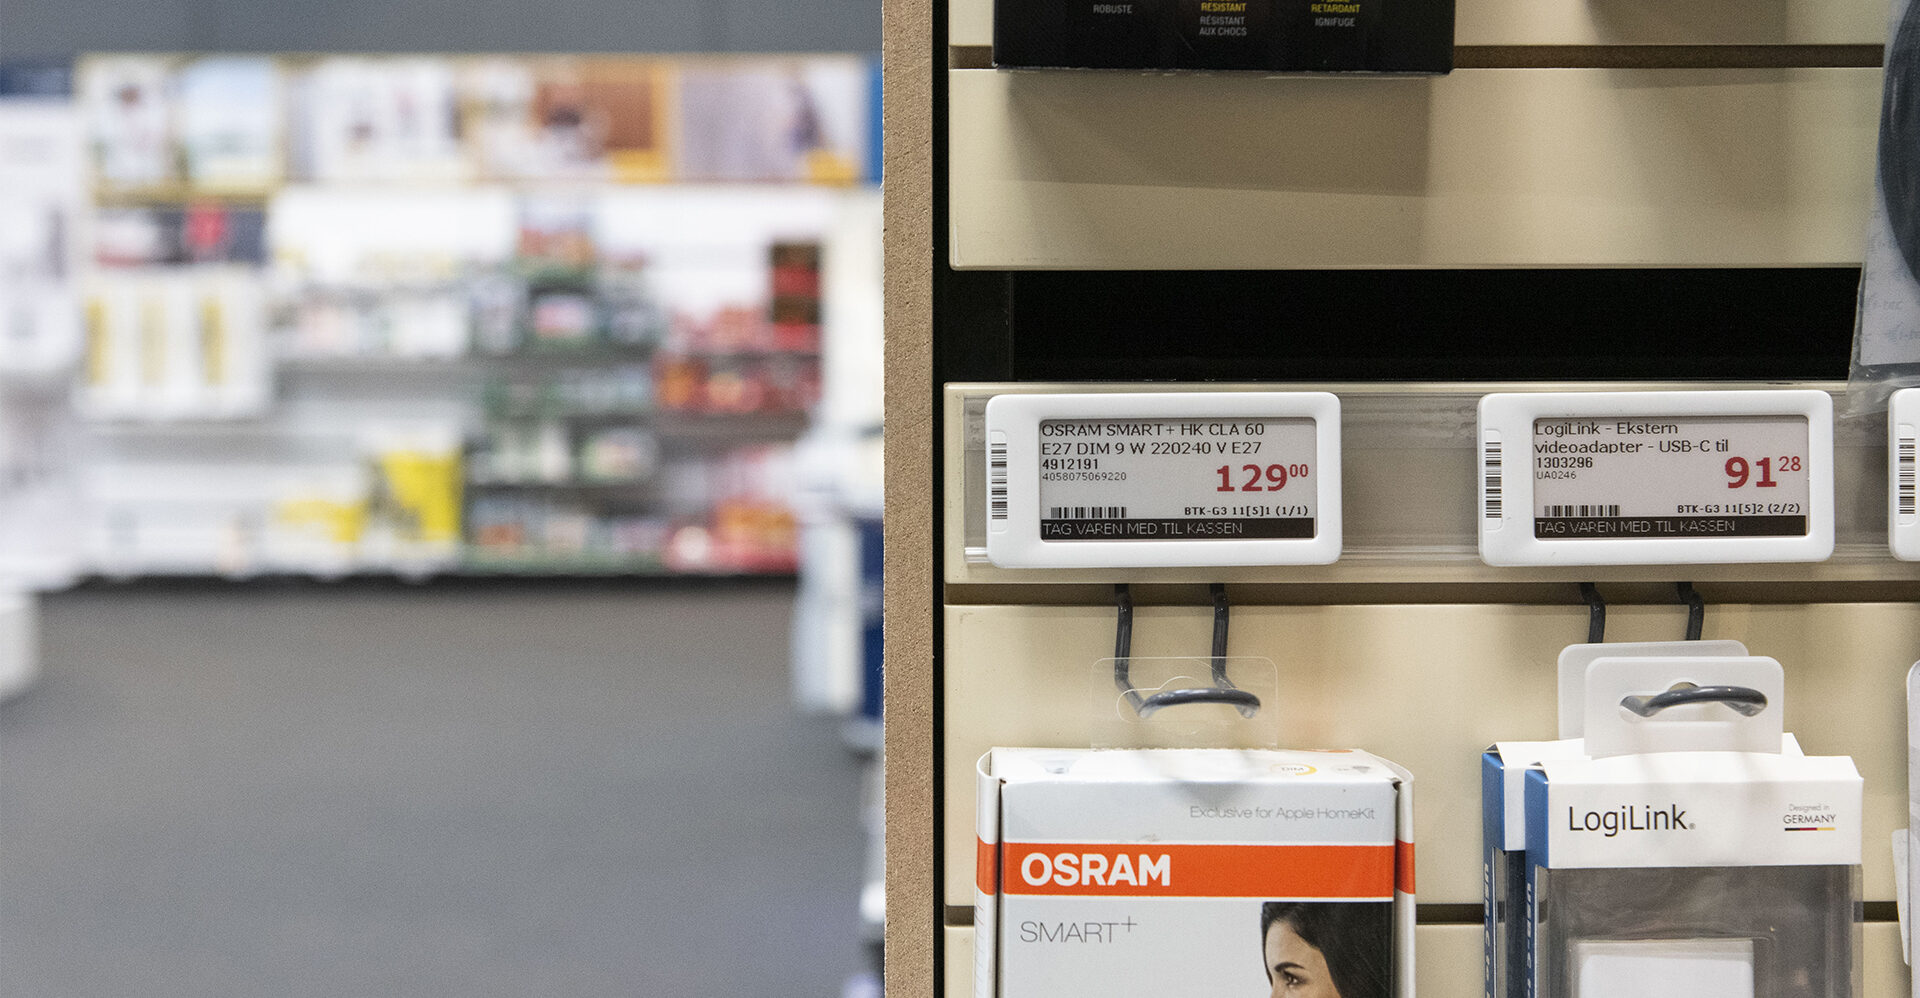 ROBUSTE
RESISTANT
RÉSISTANT
AUX CHOCS
RETARDANT
IGNIFUGE
OSRAM SMART+ HK CLA 60
E27 DIM 9 W 220240 V E27
4912191
4058075069220
129⁰⁰
BTK-G3 11[5]1 (1/1)
TAG VAREN MED TIL KASSEN
LogiLink - Ekstern
videoadapter - USB-C til
1303296
UA0246
91²⁸
BTK-G3 11[5]2 (2/2)
TAG VAREN MED TIL KASSEN
DIM
Exclusive for Apple HomeKit
OSRAM
SMART+
LogiLink®
Designed in
GERMANY